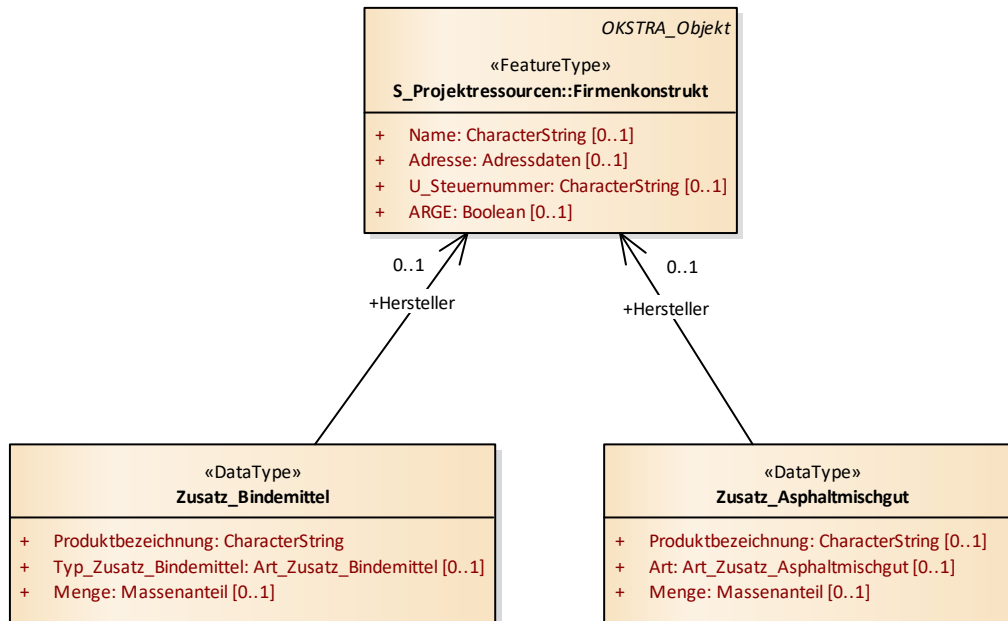 OKSTRA_Objekt
«FeatureType»
S_Projektressourcen::Firmenkonstrukt
+ Name: CharacterString [0..1]
+ Adresse: Adressdaten [0..1]
+ U_Steuernummer: CharacterString [0..1]
+ ARGE: Boolean [0..1]
0..1
+Hersteller
0..1
+Hersteller
«DataType»
Zusatz_Bindemittel
+ Produktbezeichnung: CharacterString
+ Typ_Zusatz_Bindemittel: Art_Zusatz_Bindemittel [0..1]
+ Menge: Massenanteil [0..1]
«DataType»
Zusatz_Asphaltmischgut
+ Produktbezeichnung: CharacterString [0..1]
+ Art: Art_Zusatz_Asphaltmischgut [0..1]
+ Menge: Massenanteil [0..1]